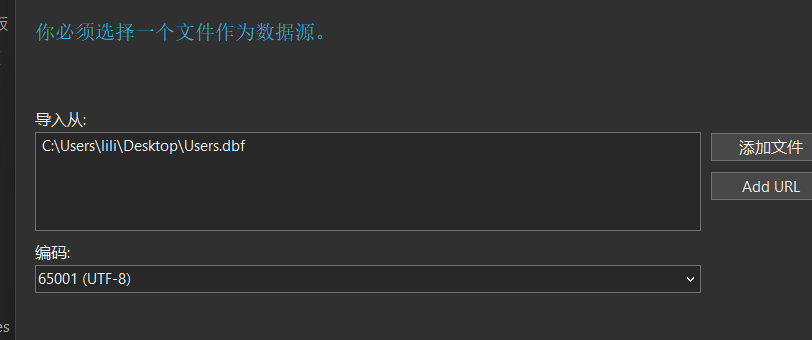 板
你必须选择一个文件作为数据源。
导入从:
C:\Users\lili\Desktop\Users.dbf
添加文件
Add URL
编码:
65001 (UTF-8)
es